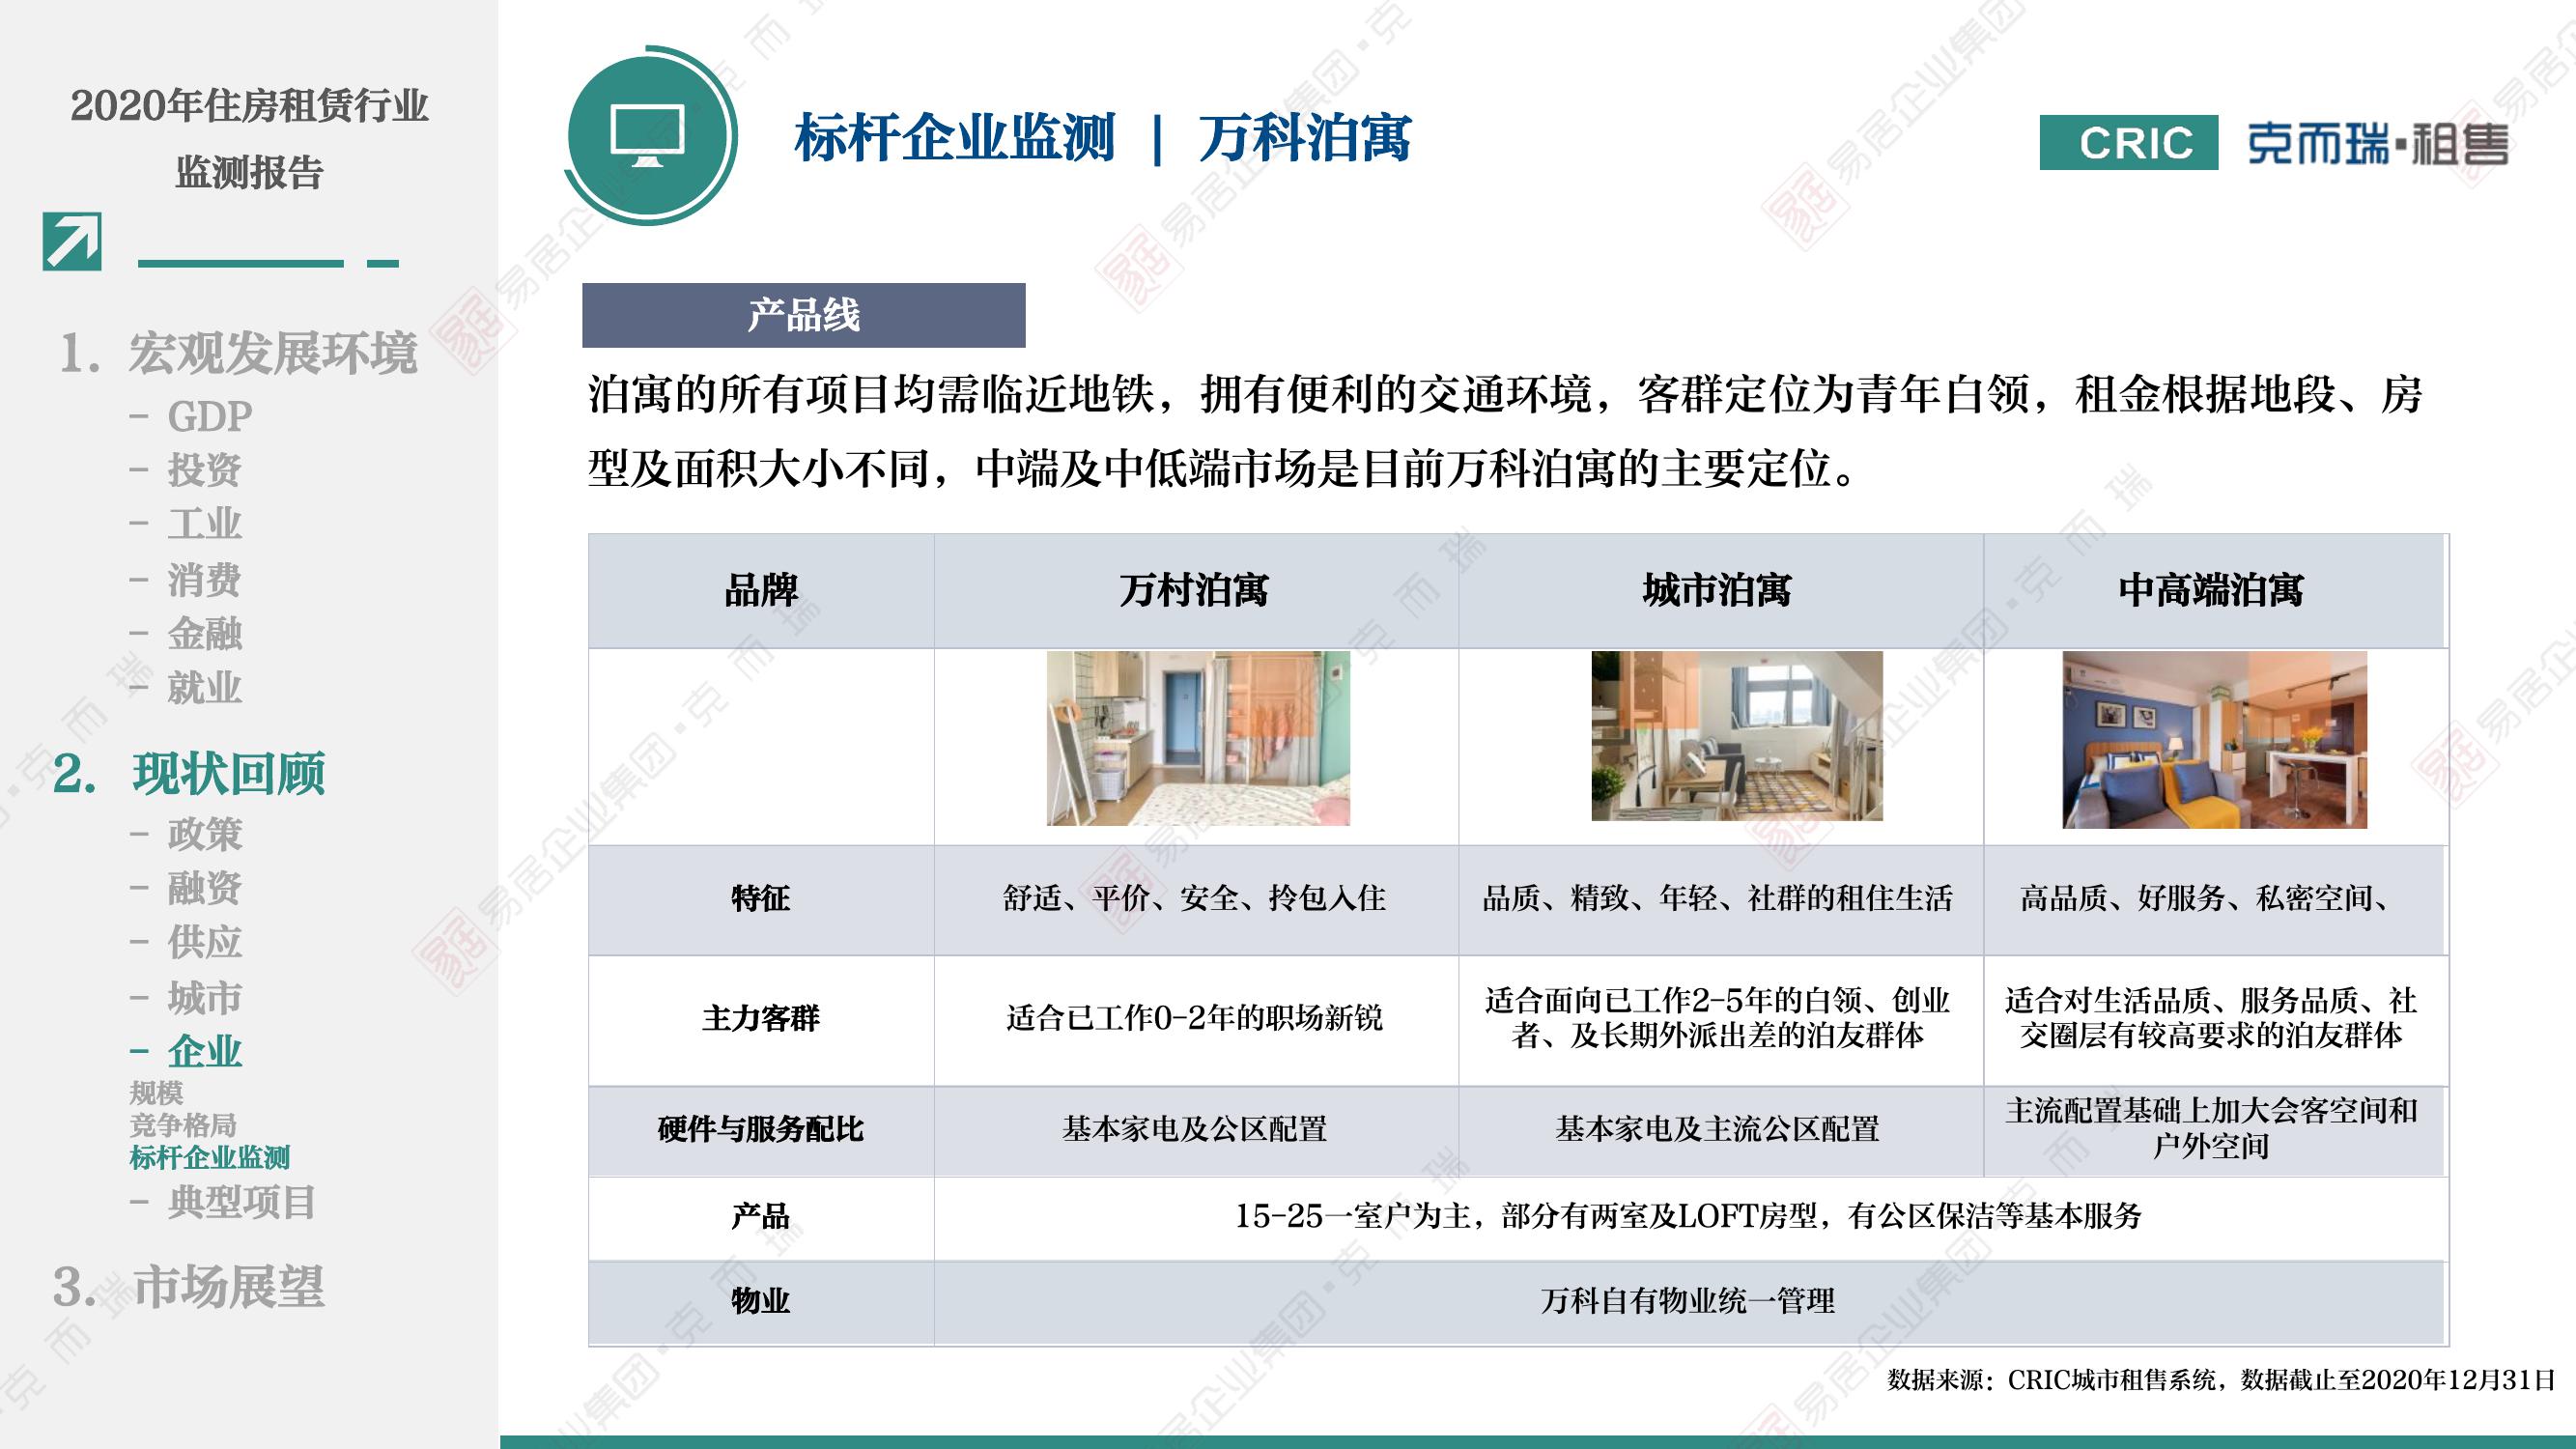 2020年住房租赁行业
监测报告
1. 宏观发展环境
– GDP
– 投资
– 工业
– 消费
– 金融
– 就业
2. 现状回顾
– 政策
– 融资
– 供应
– 城市
– 企业
规模
竞争格局
标杆企业监测
– 典型项目
3. 市场展望
标杆企业监测 | 万科泊寓
CRIC 克而瑞·租售
产品线
泊寓的所有项目均需临近地铁，拥有便利的交通环境，客群定位为青年白领，租金根据地段、房
型及面积大小不同，中端及中低端市场是目前万科泊寓的主要定位。
品牌 万村泊寓 城市泊寓 中高端泊寓
特征 舒适、平价、安全、拎包入住 品质、精致、年轻、社群的租住生活 高品质、好服务、私密空间、
主力客群 适合已工作0-2年的职场新锐 适合面向已工作2-5年的白领、创业
者、及长期外派出差的泊友群体 适合对生活品质、服务品质、社
交圈层有较高要求的泊友群体
硬件与服务配比 基本家电及公区配置 基本家电及主流公区配置 主流配置基础上加大会客空间和
户外空间
产品 15-25一室户为主，部分有两室及LOFT房型，有公区保洁等基本服务
物业 万科自有物业统一管理
数据来源：CRIC城市租售系统，数据截止至2020年12月31日
易居企业集团·克而瑞